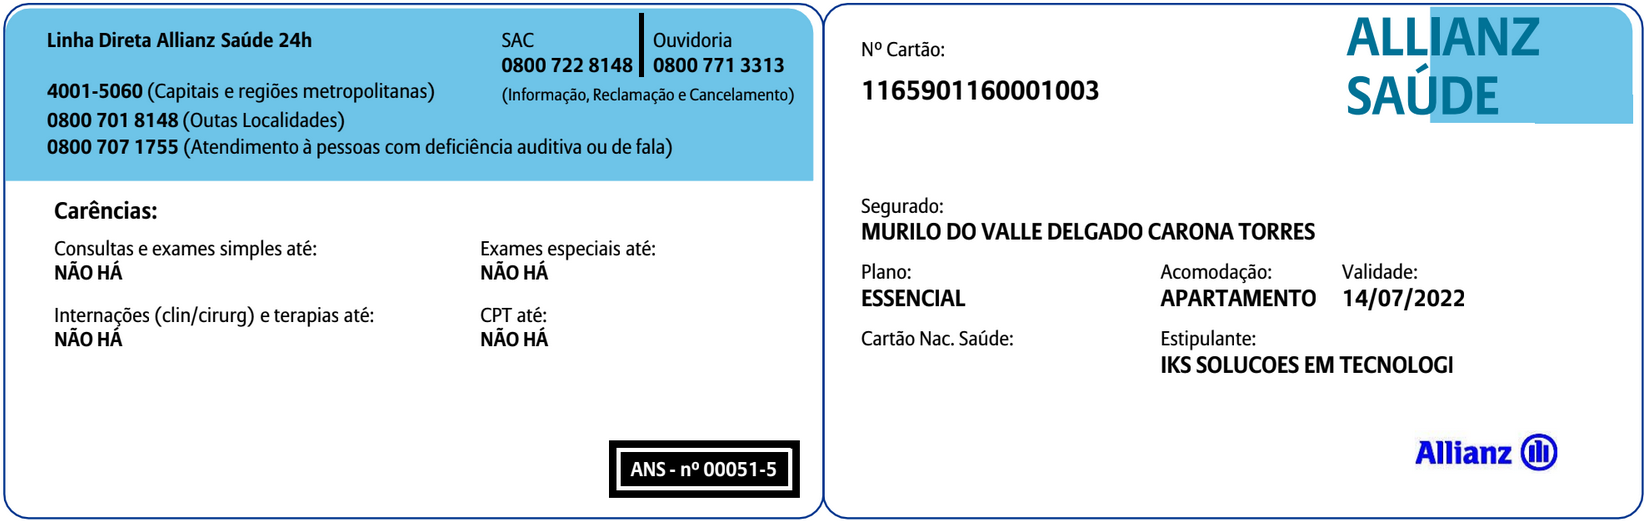 Linha Direta Allianz Saúde 24h
4001-5060 (Capitais e regiões metropolitanas)
0800 701 8148 (Outas Localidades)
0800 707 1755 (Atendimento à pessoas com deficiência auditiva ou de fala)
SAC
0800 722 8148
Ouvidoria
0800 771 3313
(Informação, Reclamação e Cancelamento)
Carências:
Consultas e exames simples até:
NÃO HÁ
Exames especiais até:
NÃO HÁ
Internações (clin/cirurg) e terapias até:
NÃO HÁ
CPT até:
NÃO HÁ
ANS - nº 00051-5
Nº Cartão:
1165901160001003
ALLIANZ
SAÚDE
Segurado:
MURILO DO VALLE DELGADO CARONA TORRES
Plano:
ESSENCIAL
Acomodação:
APARTAMENTO
Validade:
14/07/2022
Cartão Nac. Saúde:
Estipulante:
IKS SOLUCOES EM TECNOLOGI
Allianz